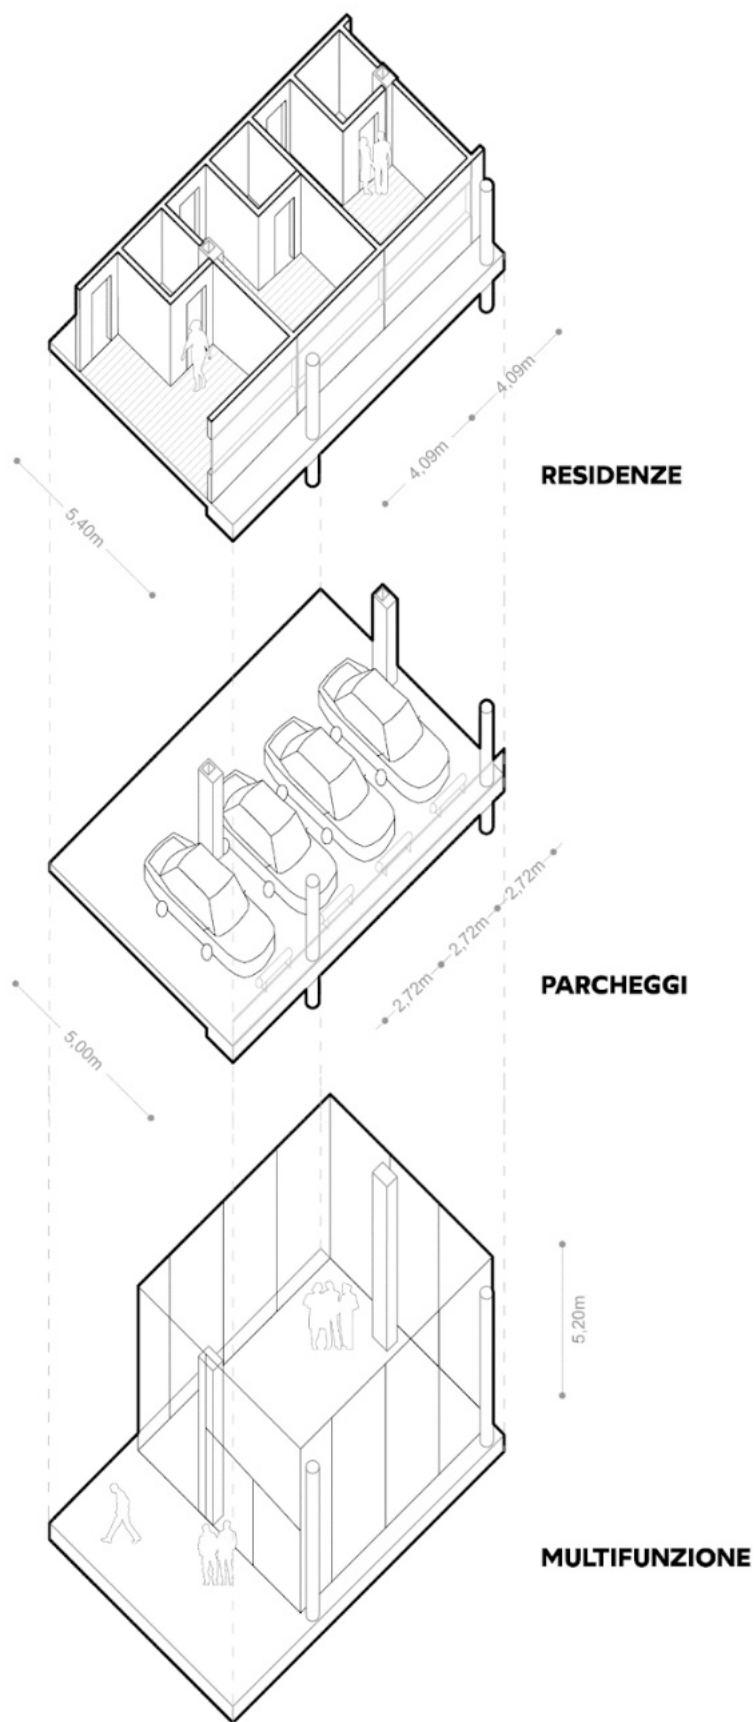 4,09m
4,09m
RESIDENZE
5,40m
2,72m
2,72m
2,72m
PARCHEGGI
5,00m
5,20m
MULTIFUNZIONE